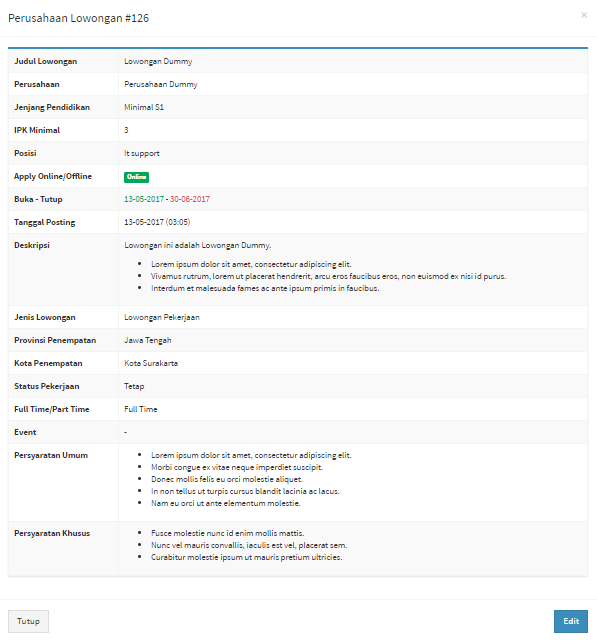 Perusahaan Lowongan #126
×
Judul Lowongan Lowongan Dummy
Perusahaan Perusahaan Dummy
Jenjang Pendidikan Minimal S1
IPK Minimal 3
Posisi It support
Apply Online/Offline Online
Buka - Tutup 13-05-2017 - 30-06-2017
Tanggal Posting 13-05-2017 (03:05)
Deskripsi Lowongan ini adalah Lowongan Dummy.
• Lorem ipsum dolor sit amet, consectetur adipiscing elit.
• Vivamus rutrum, lorem ut placerat hendrerit, arcu eros faucibus eros, non euismod ex nisi id purus.
• Interdum et malesuada fames ac ante ipsum primis in faucibus.
Jenis Lowongan Lowongan Pekerjaan
Provinsi Penempatan Jawa Tengah
Kota Penempatan Kota Surakarta
Status Pekerjaan Tetap
Full Time/Part Time Full Time
Event -
Persyaratan Umum • Lorem ipsum dolor sit amet, consectetur adipiscing elit.
• Morbi congue ex vitae neque imperdiet suscipit.
• Donec mollis felis eu orci molestie aliquet.
• In non tellus ut turpis cursus blandit lacinia ac lacus.
• Nam eu orci ut ante elementum molestie.
Persyaratan Khusus • Fusce molestie nunc id enim mollis mattis.
• Nunc vel mauris convallis, iaculis est vel, placerat sem.
• Curabitur molestie ipsum ut mauris pretium ultricies.
Tutup Edit